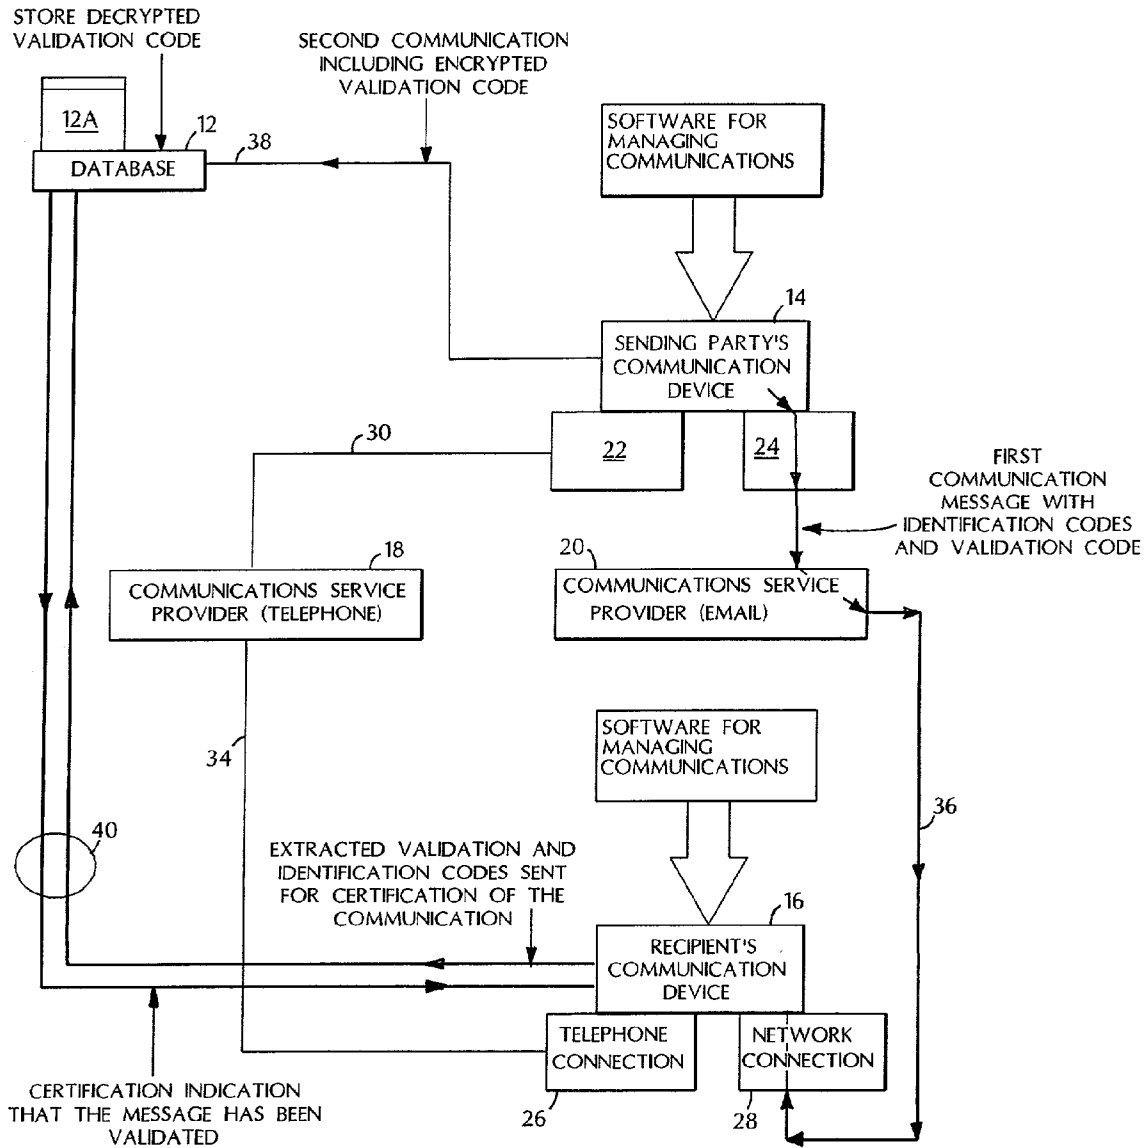 STORE DECRYPTED
VALIDATION CODE
SECOND COMMUNICATION
INCLUDING ENCRYPTED
VALIDATION CODE
12A
12
DATABASE
38
SOFTWARE FOR
MANAGING
COMMUNICATIONS
14
SENDING PARTY'S
COMMUNICATION
DEVICE
30
22
24
FIRST
COMMUNICATION
MESSAGE WITH
IDENTIFICATION CODES
AND VALIDATION CODE
18
COMMUNICATIONS SERVICE
PROVIDER (TELEPHONE)
20
COMMUNICATIONS SERVICE
PROVIDER (EMAIL)
34
SOFTWARE FOR
MANAGING
COMMUNICATIONS
36
40
EXTRACTED VALIDATION AND
IDENTIFICATION CODES SENT
FOR CERTIFICATION OF THE
COMMUNICATION
16
RECIPIENT'S
COMMUNICATION
DEVICE
TELEPHONE
CONNECTION
NETWORK
CONNECTION
26
28
CERTIFICATION INDICATION
THAT THE MESSAGE HAS BEEN
VALIDATED